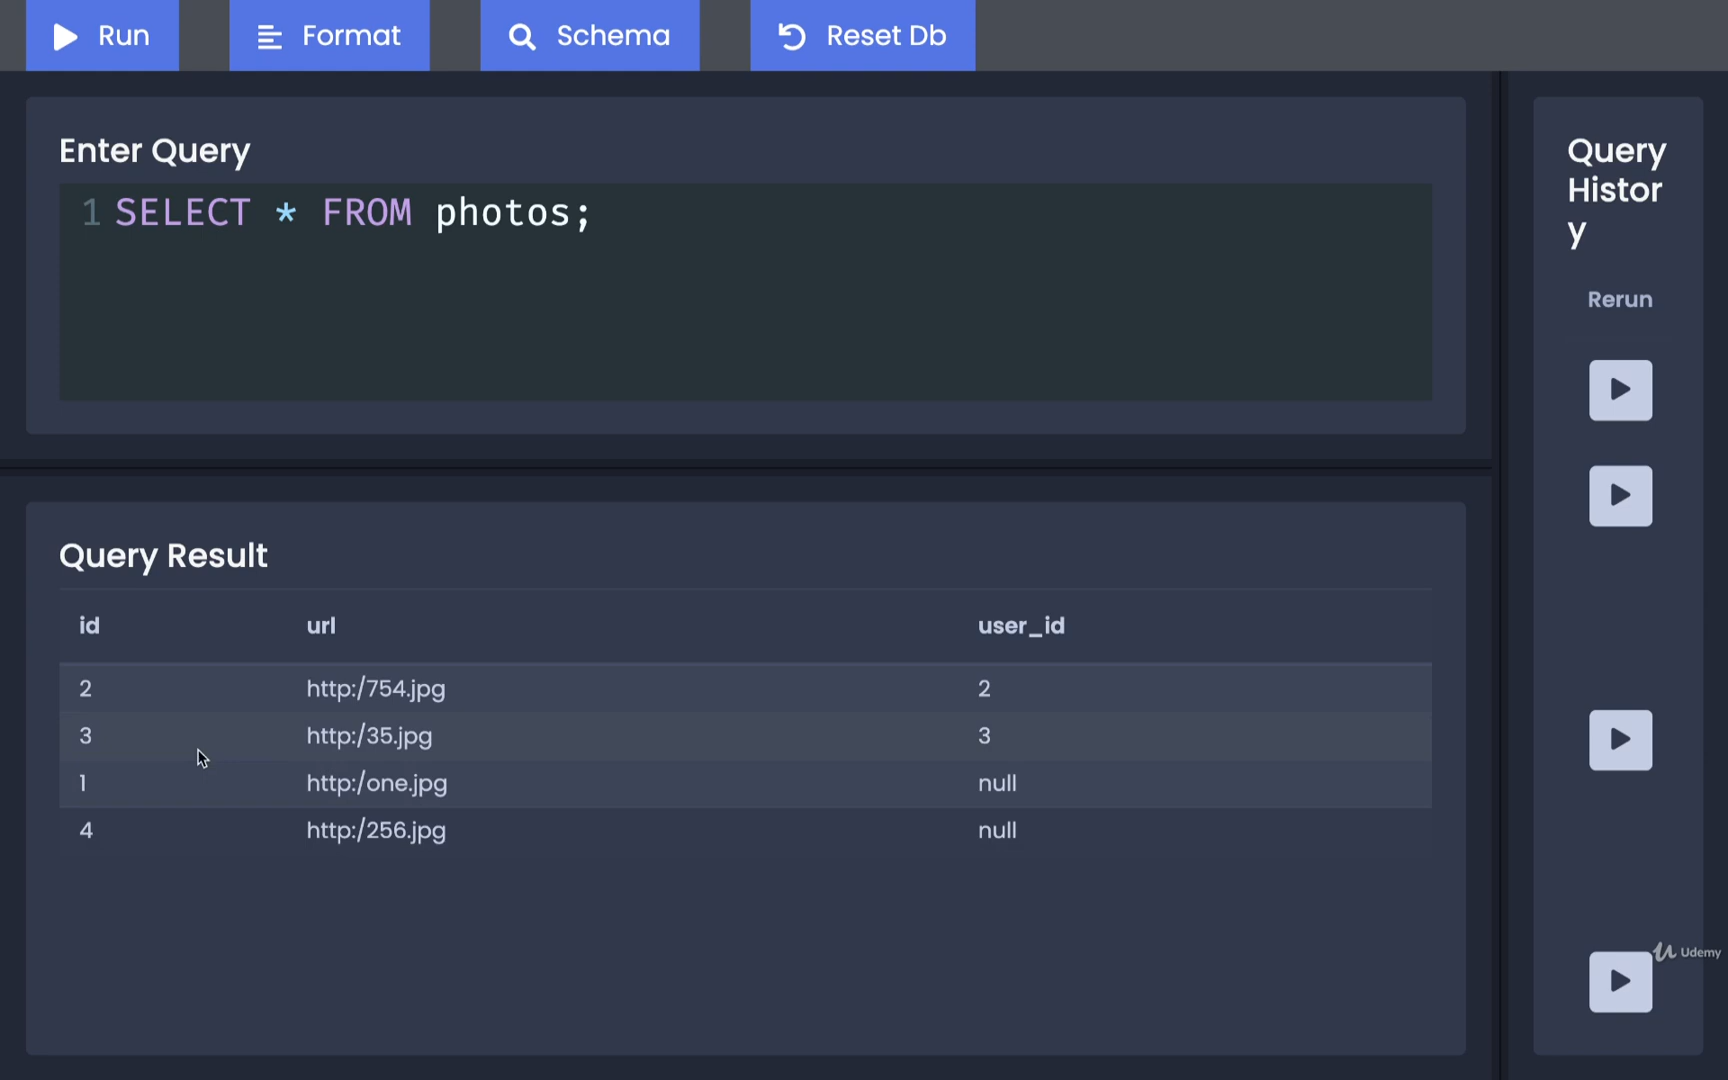 Run Format Schema Reset Db
Enter Query
1 SELECT * FROM photos;
Query Result
id url user_id
2 http:/754.jpg 2
3 http:/35.jpg 3
1 http:/one.jpg null
4 http:/256.jpg null
Query
Histor
y
Rerun
Udemy